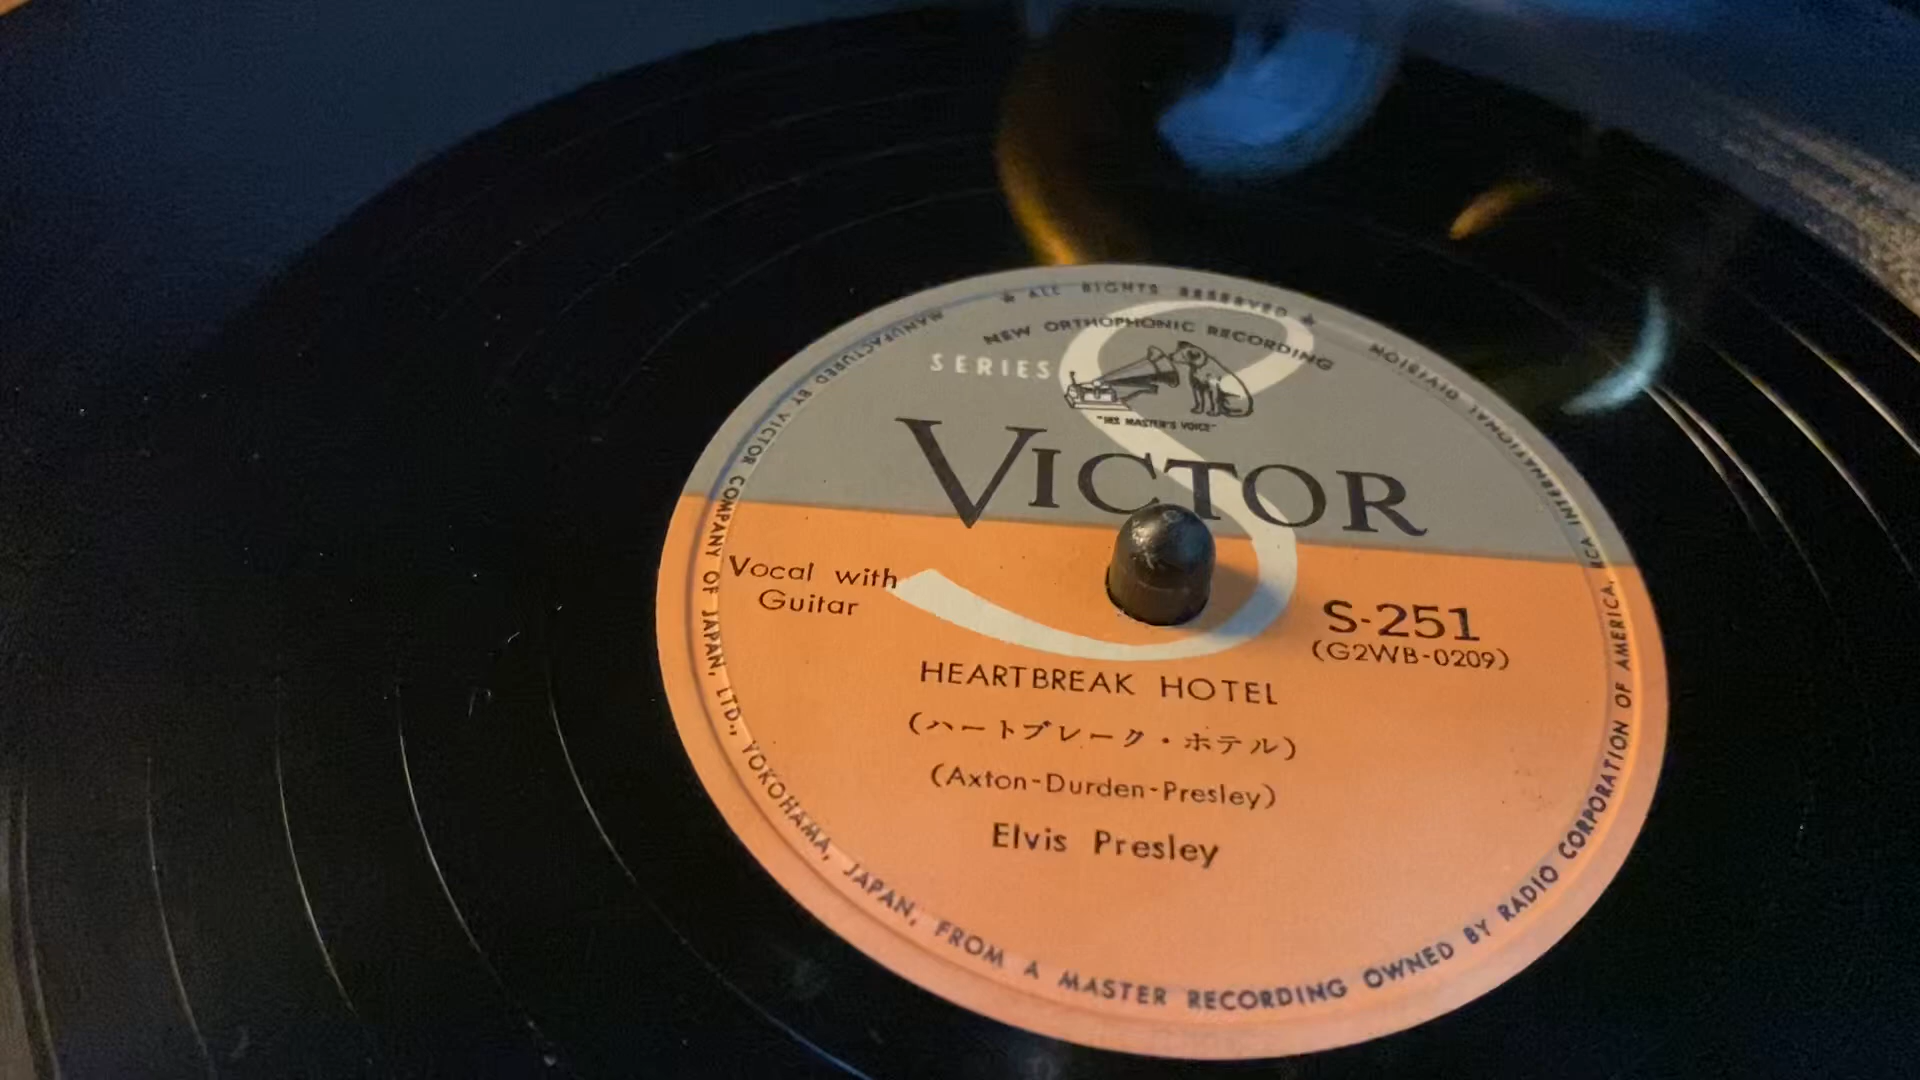 ★ ALL RIGHTS RESERVED ★
NEW ORTHOPHONIC RECORDING
SERIES
"HIS MASTER'S VOICE"
VICTOR
Vocal with
Guitar
S-251
(G2WB-0209)
HEARTBREAK HOTEL
(ハートブレーク・ホテル)
(Axton-Durden-Presley)
Elvis Presley
MANUFACTURED BY VICTOR COMPANY OF JAPAN, LTD., YOKOHAMA, JAPAN, FROM A MASTER RECORDING OWNED BY RADIO CORPORATION OF AMERICA, RCA INTERNATIONAL DIVISION